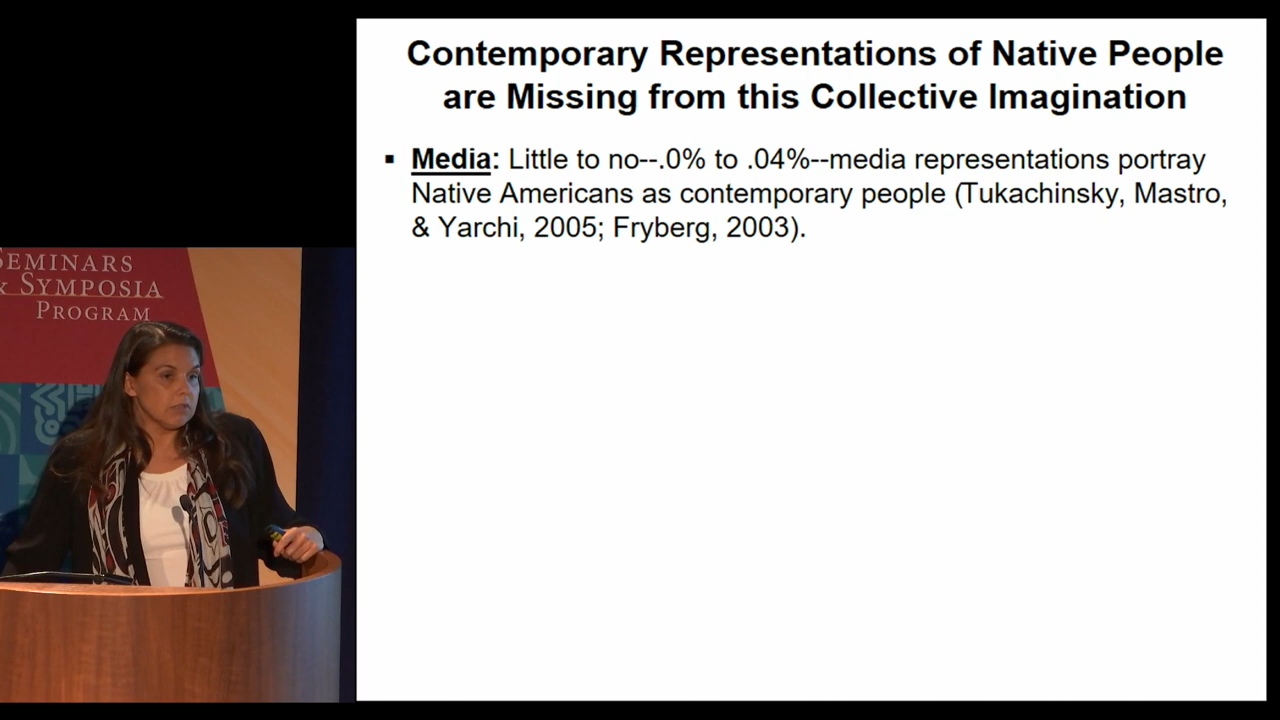 Contemporary Representations of Native People
are Missing from this Collective Imagination
▪ Media: Little to no--.0% to .04%--media representations portray
Native Americans as contemporary people (Tukachinsky, Mastro,
& Yarchi, 2005; Fryberg, 2003).
SEMINARS
& SYMPOSIA
PROGRAM